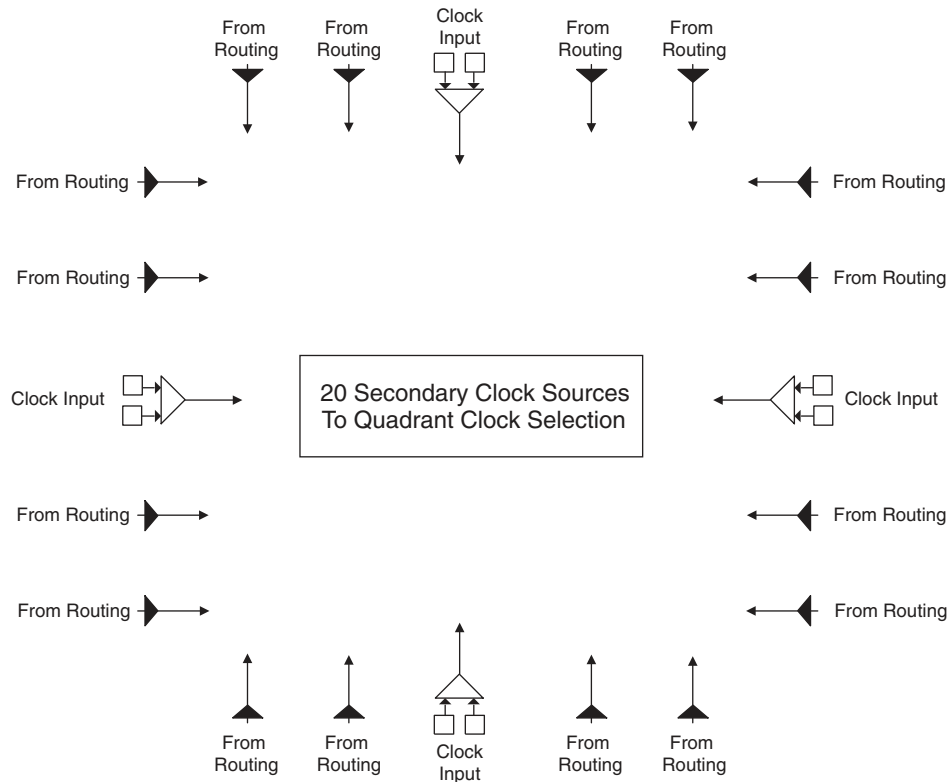 From
Routing
From
Routing
Clock
Input
From
Routing
From
Routing
From Routing
From Routing
From Routing
From Routing
Clock Input
20 Secondary Clock Sources
To Quadrant Clock Selection
Clock Input
From Routing
From Routing
From Routing
From Routing
From
Routing
From
Routing
Clock
Input
From
Routing
From
Routing